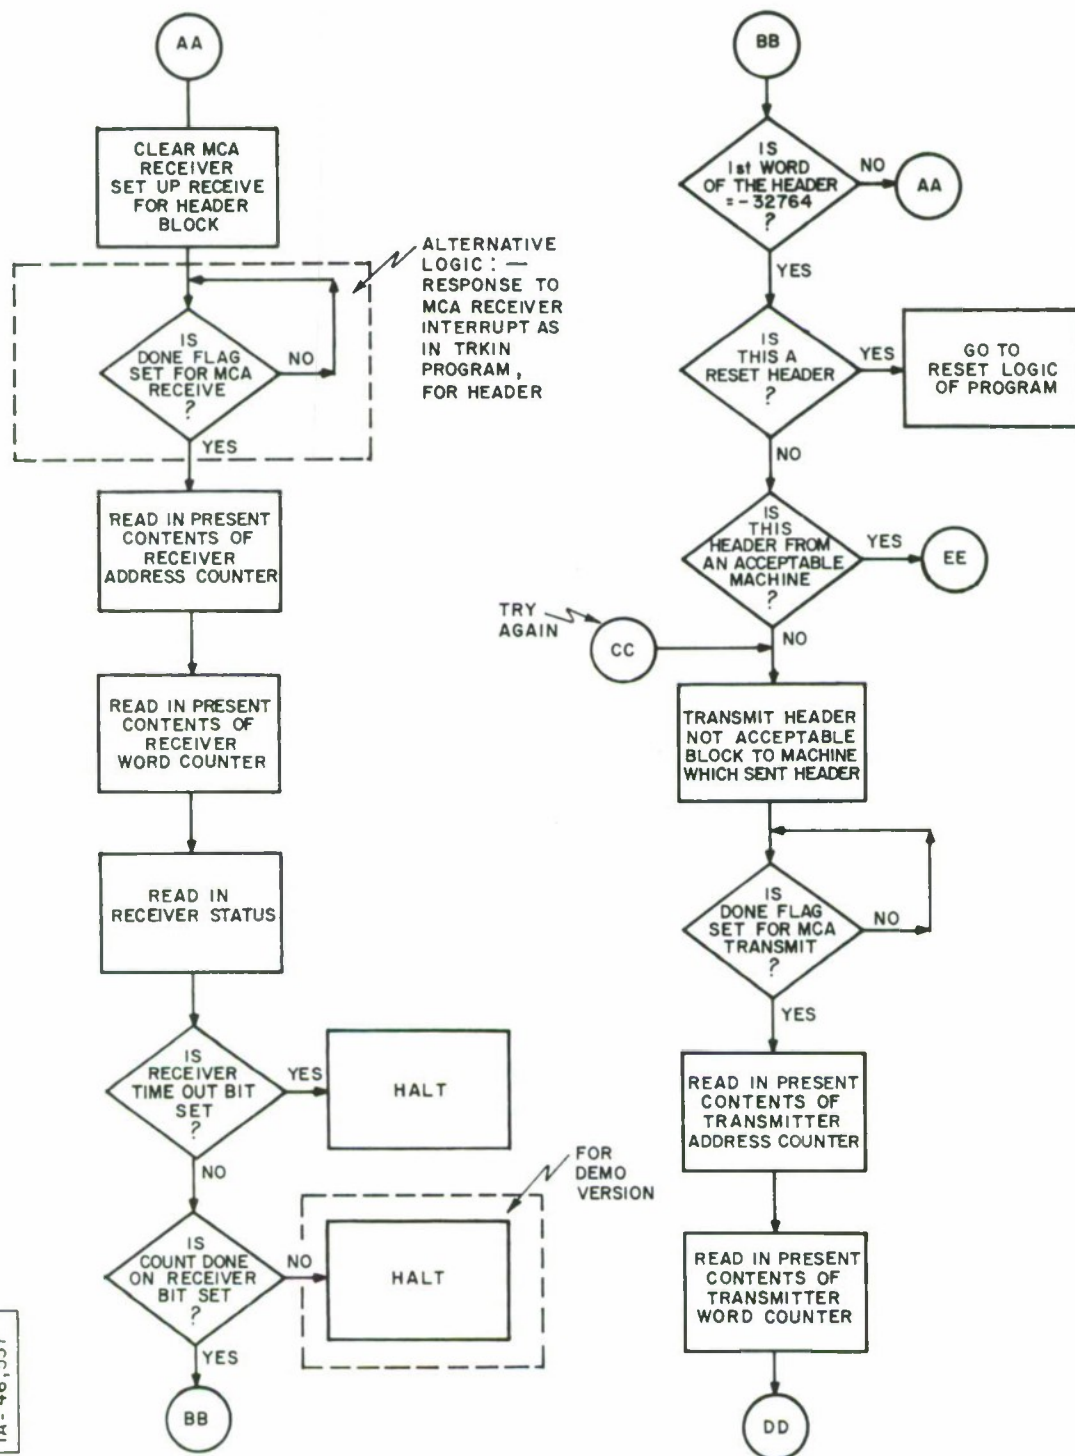 AA
CLEAR MCA
RECEIVER
SET UP RECEIVE
FOR HEADER
BLOCK
ALTERNATIVE
LOGIC : —
RESPONSE TO
MCA RECEIVER
INTERRUPT AS
IN TRKIN
PROGRAM,
FOR HEADER
IS
DONE FLAG
SET FOR MCA
RECEIVE
?
NO
YES
READ IN PRESENT
CONTENTS OF
RECEIVER
ADDRESS COUNTER
READ IN PRESENT
CONTENTS OF
RECEIVER
WORD COUNTER
READ IN
RECEIVER STATUS
IS
RECEIVER
TIME OUT BIT
SET
?
YES
HALT
NO
FOR
DEMO
VERSION
IS
COUNT DONE
ON RECEIVER
BIT SET
?
NO
HALT
YES
BB
BB
IS
1st WORD
OF THE HEADER
=-32764
?
NO
AA
YES
IS
THIS A
RESET HEADER
?
YES
GO TO
RESET LOGIC
OF PROGRAM
NO
IS
THIS
HEADER FROM
AN ACCEPTABLE
MACHINE
?
YES
EE
NO
TRY
AGAIN
CC
TRANSMIT HEADER
NOT ACCEPTABLE
BLOCK TO MACHINE
WHICH SENT HEADER
IS
DONE FLAG
SET FOR MCA
TRANSMIT
?
NO
YES
READ IN PRESENT
CONTENTS OF
TRANSMITTER
ADDRESS COUNTER
READ IN PRESENT
CONTENTS OF
TRANSMITTER
WORD COUNTER
DD